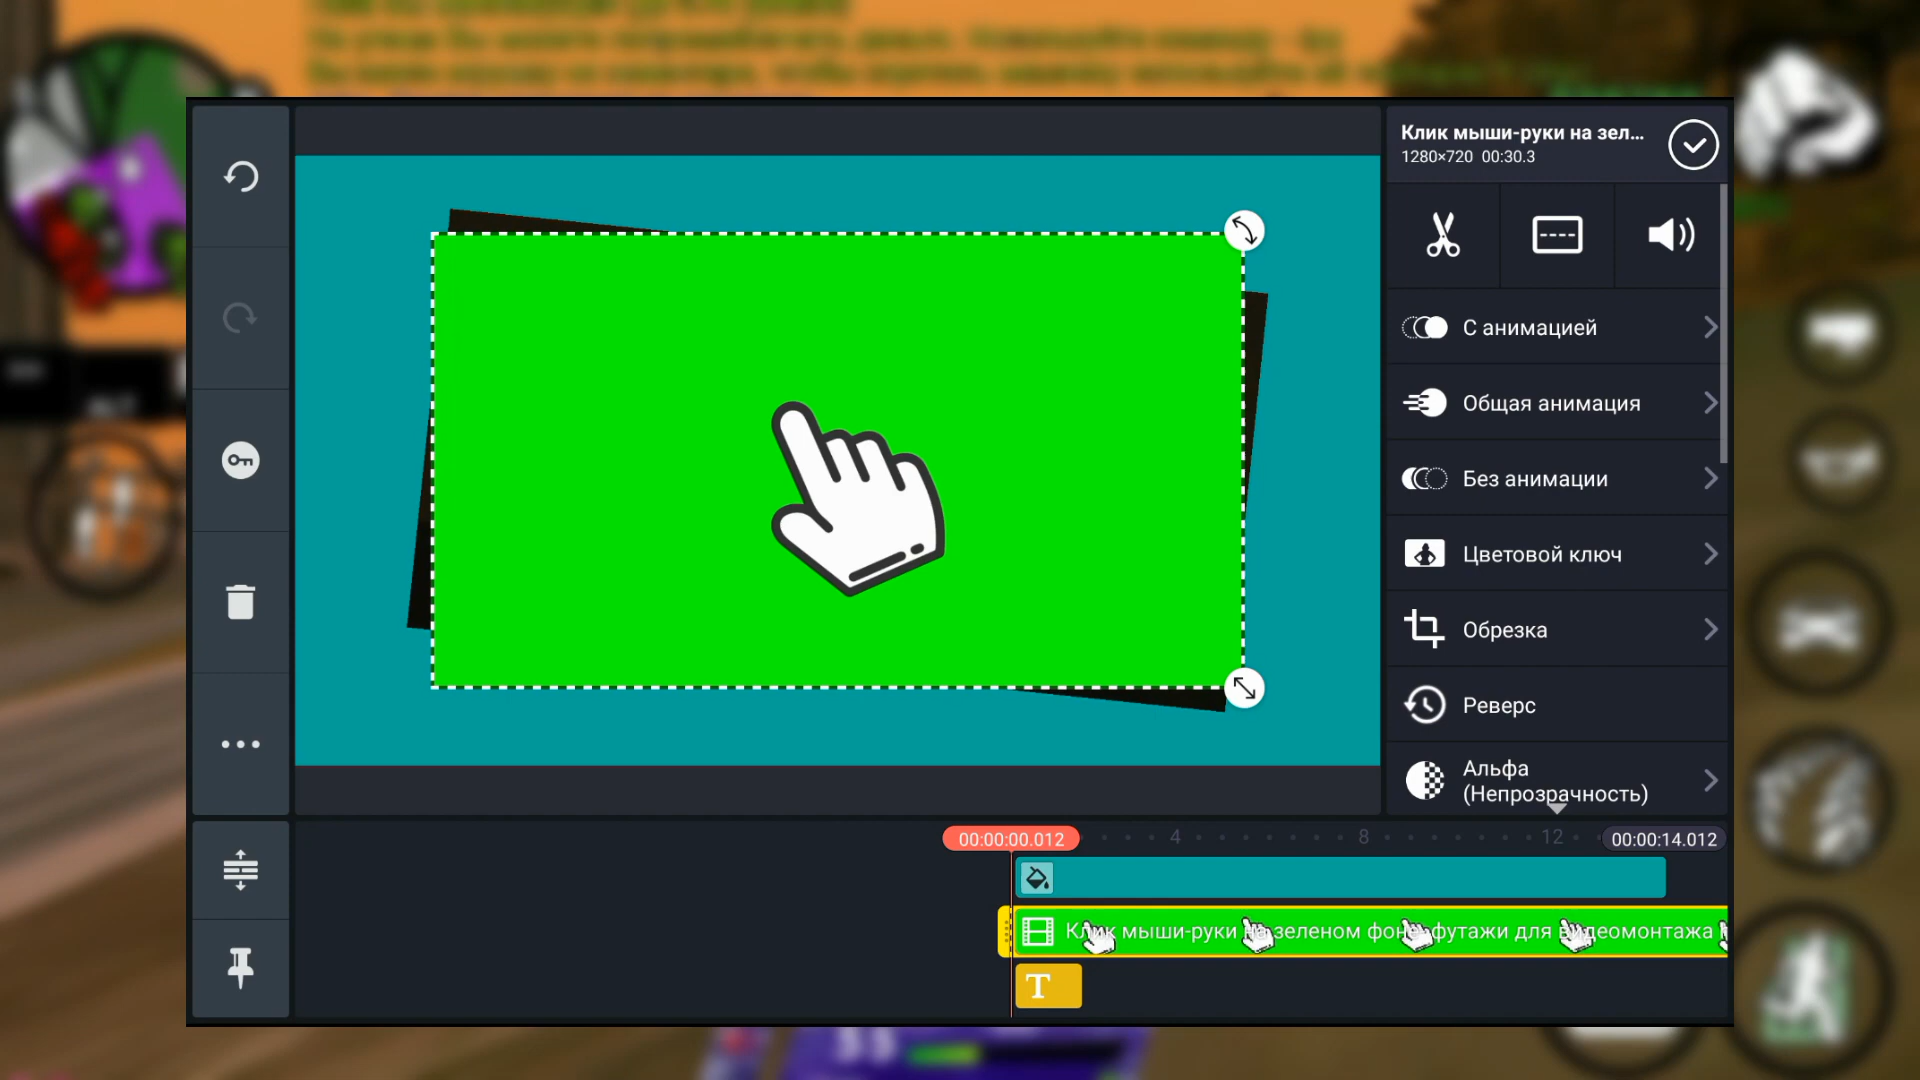 Клик мыши-руки на зел...
1280×720 00:30.3
С анимацией
Общая анимация
Без анимации
Цветовой ключ
Обрезка
Реверс
Альфа
(Непрозрачность)
00:00:00.012
4
8
12
00:00:14.012
Клик мыши-руки на зеленом фоне футажи для видеомонтажа
T